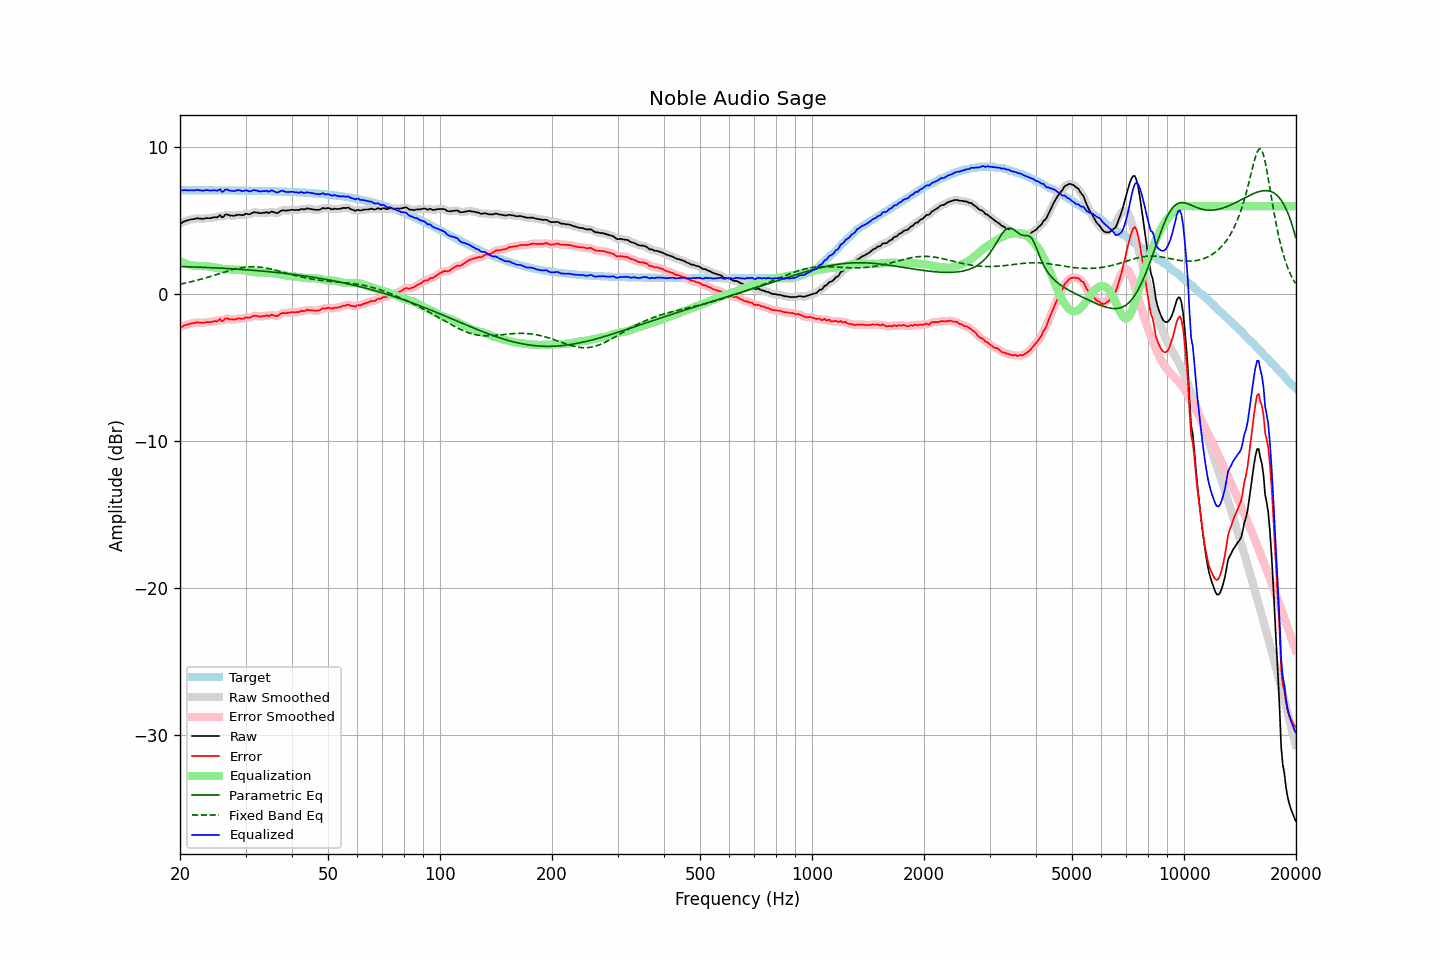 Noble Audio Sage
Amplitude (dBr)
10
0
−10
−20
−30
Target
Raw Smoothed
Error Smoothed
Raw
Error
Equalization
Parametric Eq
Fixed Band Eq
Equalized
20 50 100 200 500 1000 2000 5000 10000 20000
Frequency (Hz)